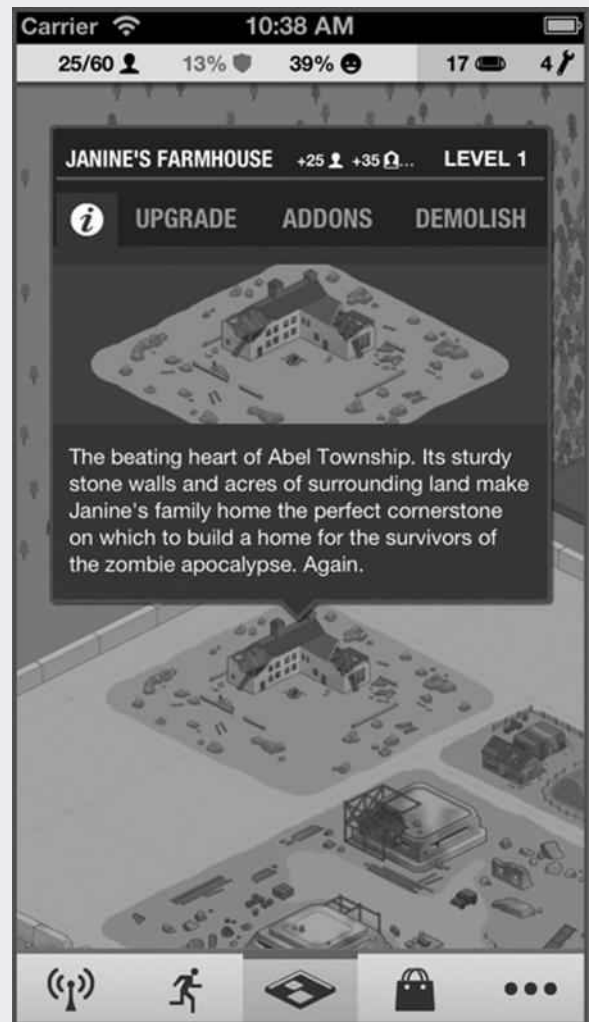 Carrier 10:38 AM
25/60 13% 39% 17 4
JANINE'S FARMHOUSE +25 +35 ... LEVEL 1
i UPGRADE ADDONS DEMOLISH
The beating heart of Abel Township. Its sturdy
stone walls and acres of surrounding land make
Janine's family home the perfect cornerstone
on which to build a home for the survivors of
the zombie apocalypse. Again.